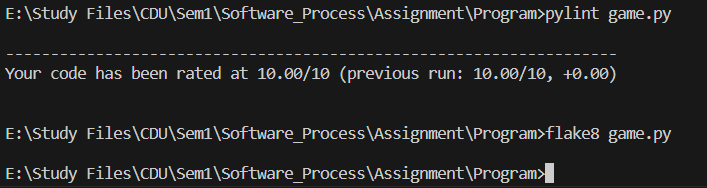 E:\Study Files\CDU\Sem1\Software_Process\Assignment\Program>pylint game.py
--------------------------------------------------------------------
Your code has been rated at 10.00/10 (previous run: 10.00/10, +0.00)
E:\Study Files\CDU\Sem1\Software_Process\Assignment\Program>flake8 game.py
E:\Study Files\CDU\Sem1\Software_Process\Assignment\Program>